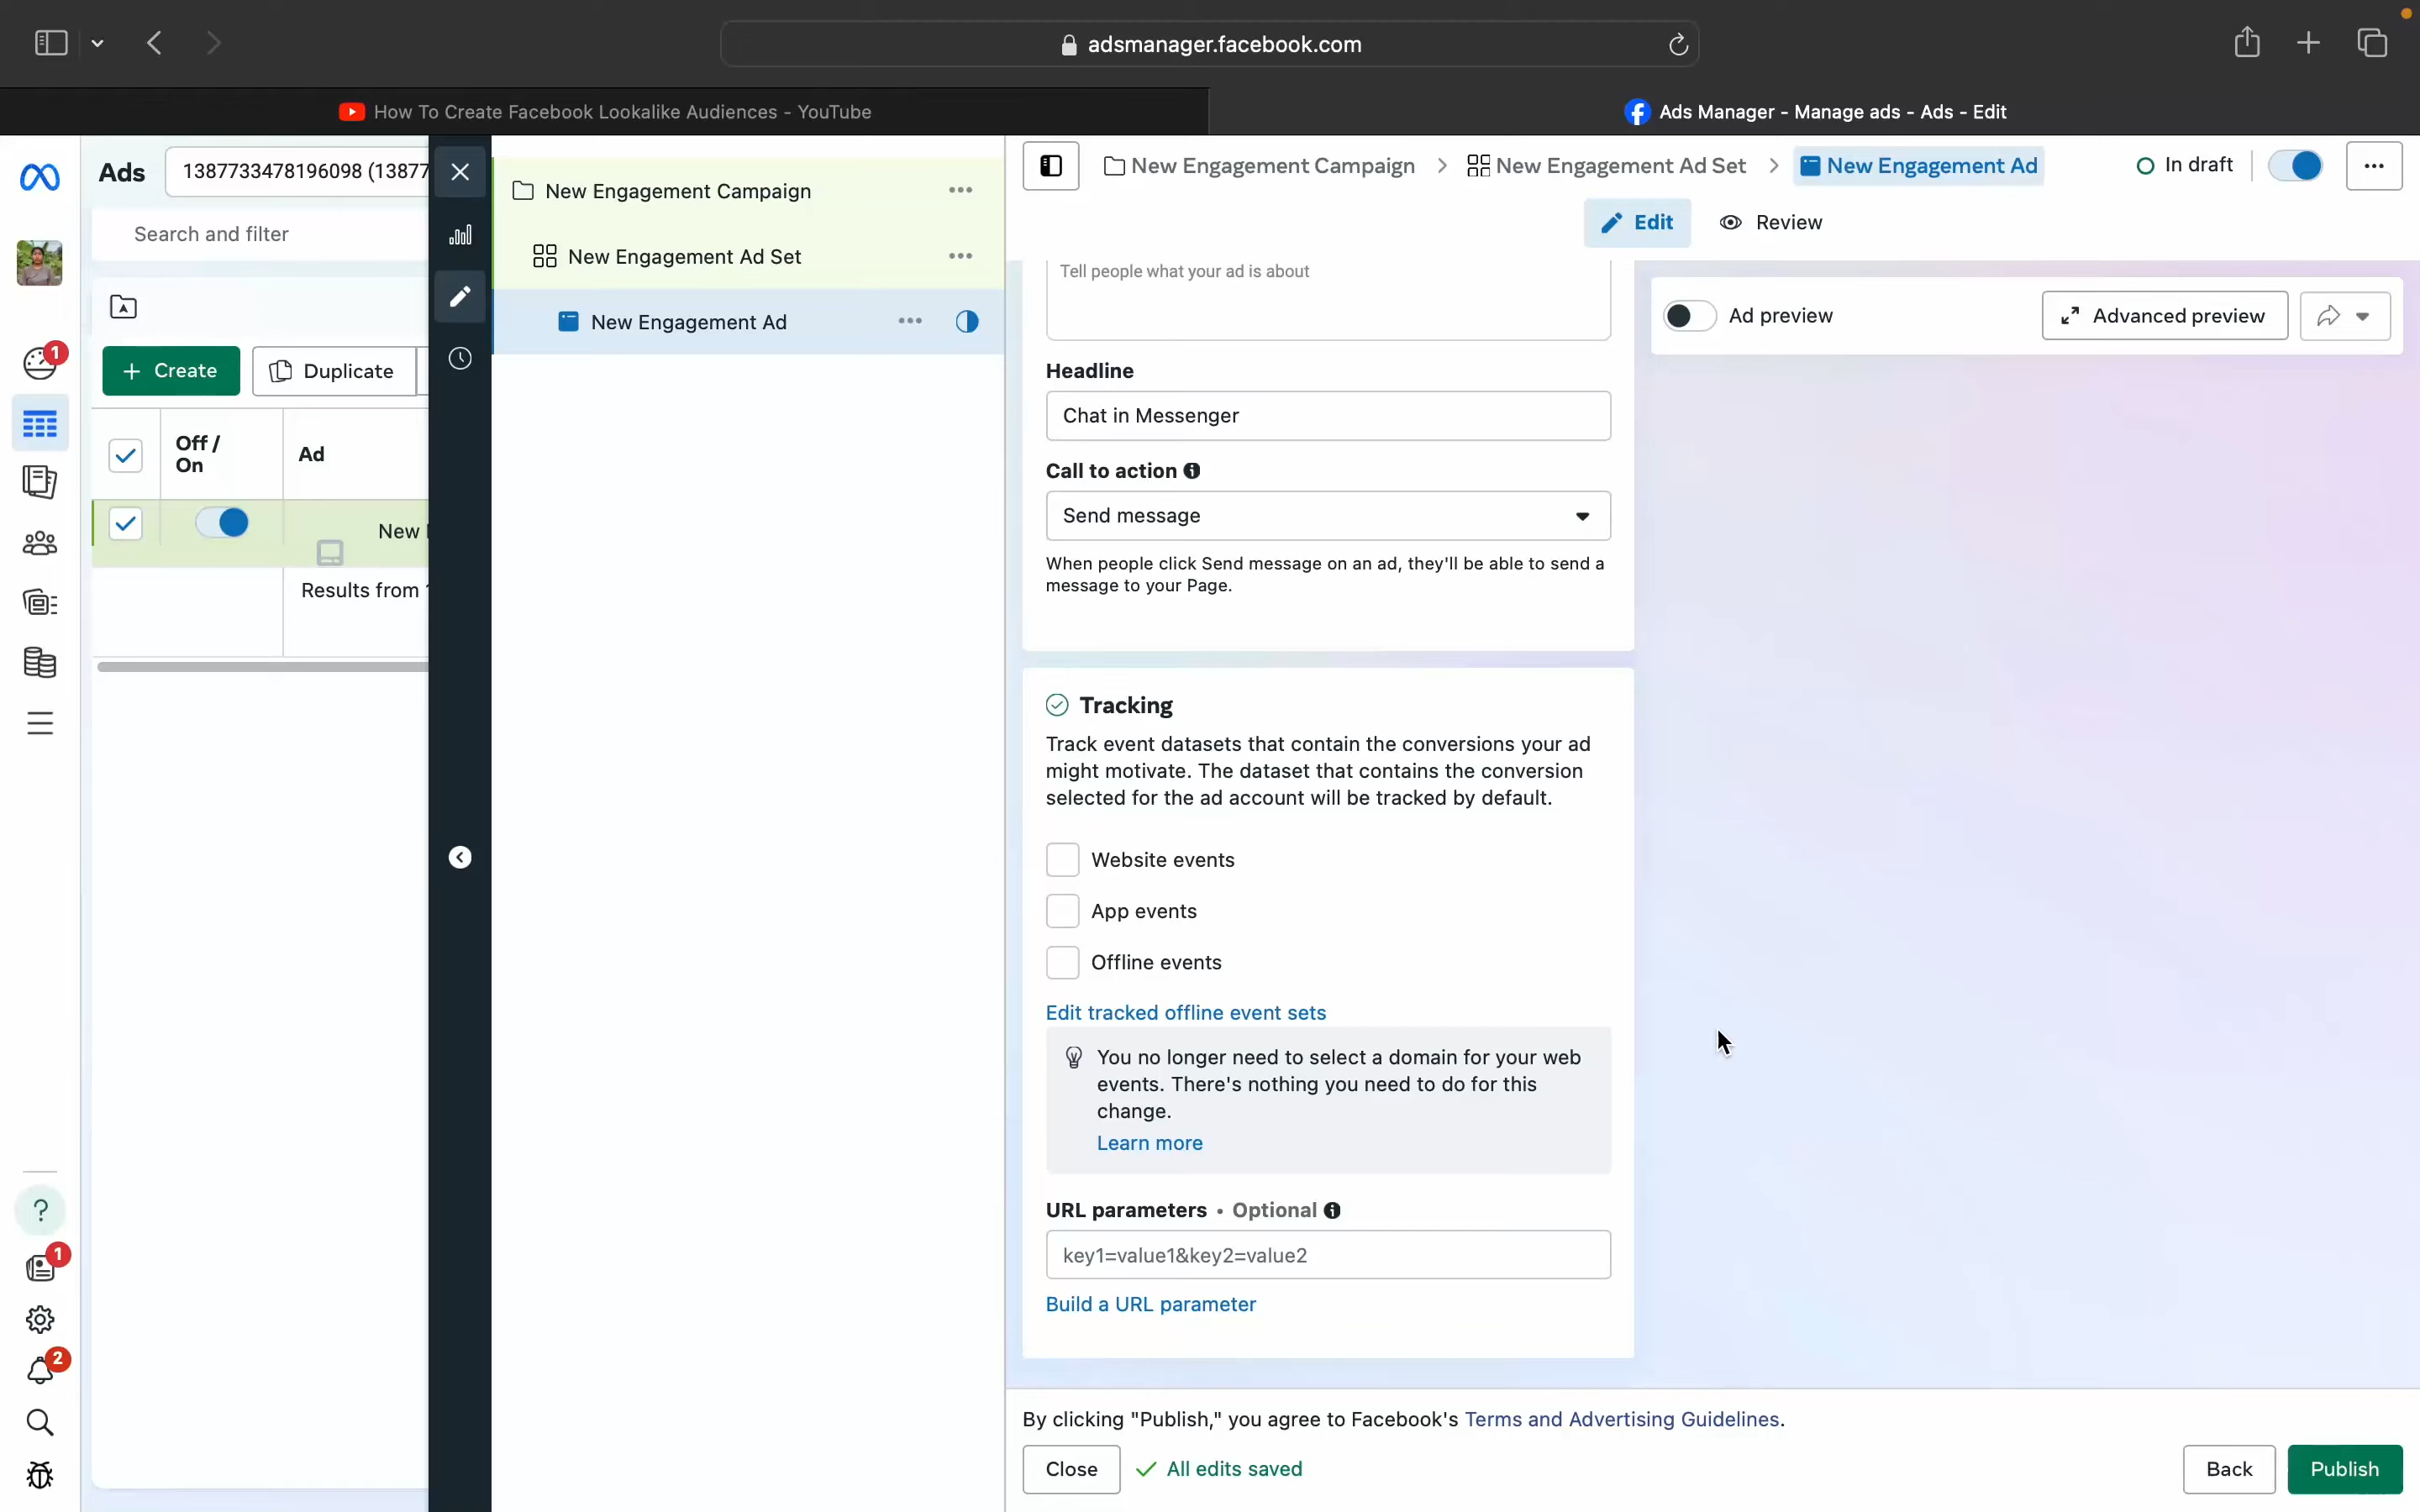 adsmanager.facebook.com
How To Create Facebook Lookalike Audiences - YouTube
Ads Manager - Manage ads - Ads - Edit
Ads
1387733478196098 (13877
Search and filter
+ Create
Duplicate
Off /
On
Ad
New
Results from
1
1
2
?
New Engagement Campaign
New Engagement Ad Set
New Engagement Ad
New Engagement Campaign > New Engagement Ad Set > New Engagement Ad
In draft
Edit
Review
Tell people what your ad is about
Headline
Chat in Messenger
Call to action
Send message
When people click Send message on an ad, they'll be able to send a
message to your Page.
Ad preview
Advanced preview
Tracking
Track event datasets that contain the conversions your ad
might motivate. The dataset that contains the conversion
selected for the ad account will be tracked by default.
Website events
App events
Offline events
Edit tracked offline event sets
You no longer need to select a domain for your web
events. There's nothing you need to do for this
change.
Learn more
URL parameters • Optional
key1=value1&key2=value2
Build a URL parameter
By clicking "Publish," you agree to Facebook's Terms and Advertising Guidelines.
Close
All edits saved
Back
Publish